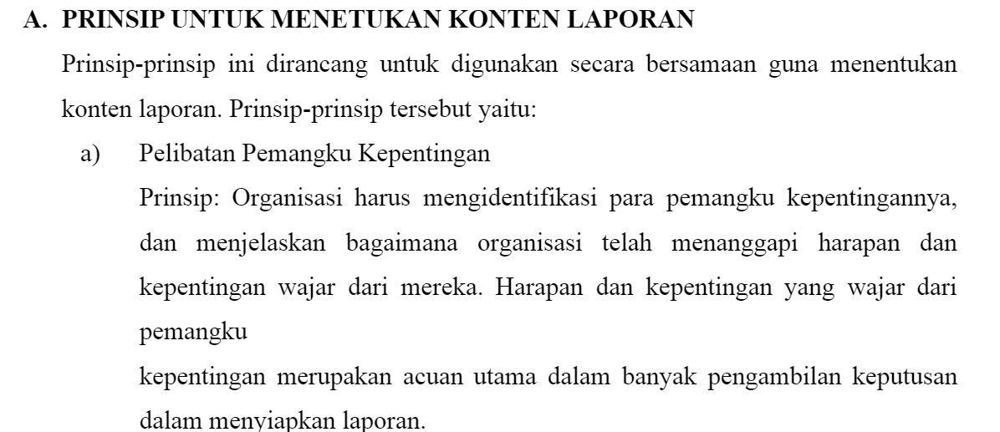 A. PRINSIP UNTUK MENETUKAN KONTEN LAPORAN
Prinsip-prinsip ini dirancang untuk digunakan secara bersamaan guna menentukan
konten laporan. Prinsip-prinsip tersebut yaitu:
a) Pelibatan Pemangku Kepentingan
Prinsip: Organisasi harus mengidentifikasi para pemangku kepentingannya,
dan menjelaskan bagaimana organisasi telah menanggapi harapan dan
kepentingan wajar dari mereka. Harapan dan kepentingan yang wajar dari
pemangku
kepentingan merupakan acuan utama dalam banyak pengambilan keputusan
dalam menyiapkan laporan.